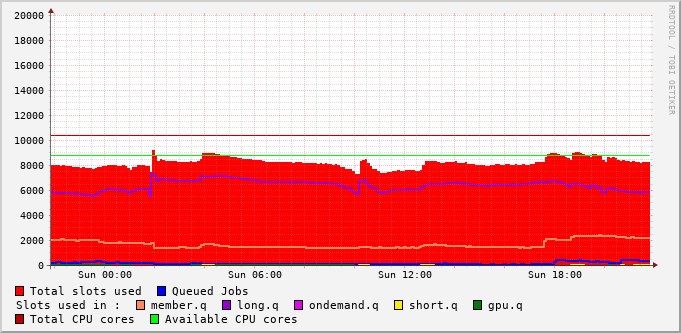 RRDTOOL / TOBI OETIKER
20000
18000
16000
14000
12000
10000
8000
6000
4000
2000
0
Sun 00:00 Sun 06:00 Sun 12:00 Sun 18:00
Total slots used Queued Jobs
Slots used in : member.q long.q ondemand.q short.q gpu.q
Total CPU cores Available CPU cores